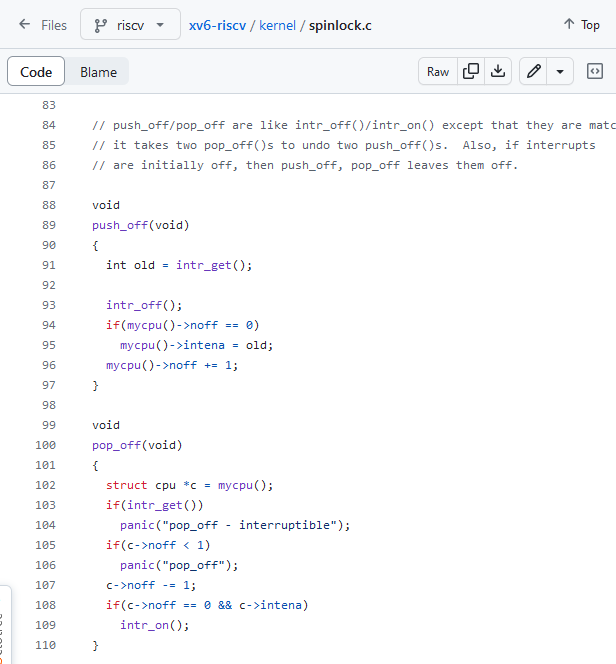 Files riscv xv6-riscv / kernel / spinlock.c Top
Code Blame Raw
83
84 // push_off/pop_off are like intr_off()/intr_on() except that they are
85 // it takes two pop_off()s to undo two push_off()s.  Also, if interrupts
86 // are initially off, then push_off, pop_off leaves them off.
87
88 void
89 push_off(void)
90 {
91   int old = intr_get();
92
93   intr_off();
94   if(mycpu()->noff == 0)
95     mycpu()->intena = old;
96   mycpu()->noff += 1;
97 }
98
99 void
100 pop_off(void)
101 {
102   struct cpu *c = mycpu();
103   if(intr_get())
104     panic("pop_off - interruptible");
105   if(c->noff < 1)
106     panic("pop_off");
107   c->noff -= 1;
108   if(c->noff == 0 && c->intena)
109     intr_on();
110 }